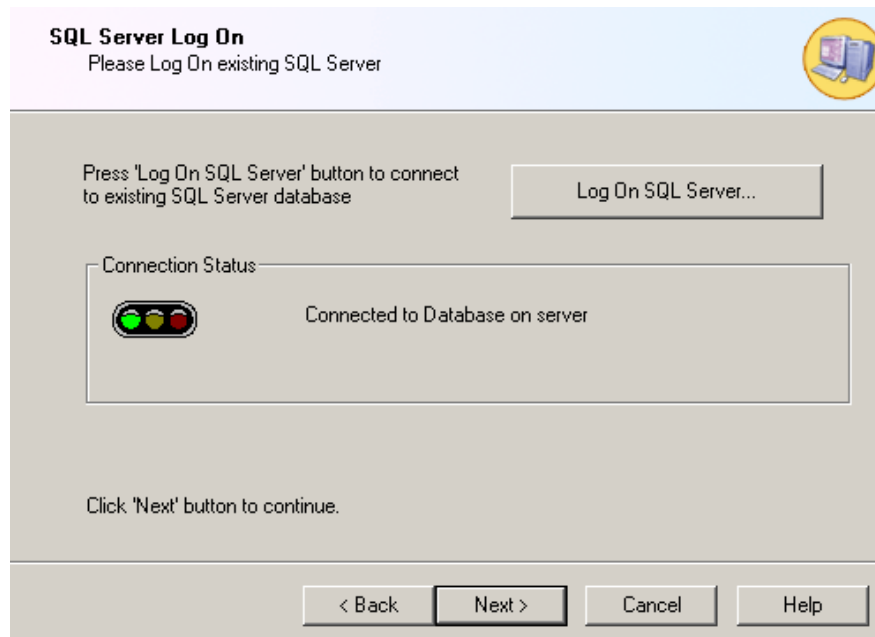 SQL Server Log On
Please Log On existing SQL Server
Press 'Log On SQL Server' button to connect
to existing SQL Server database
Log On SQL Server...
Connection Status
Connected to Database on server
Click 'Next' button to continue.
< Back
Next >
Cancel
Help